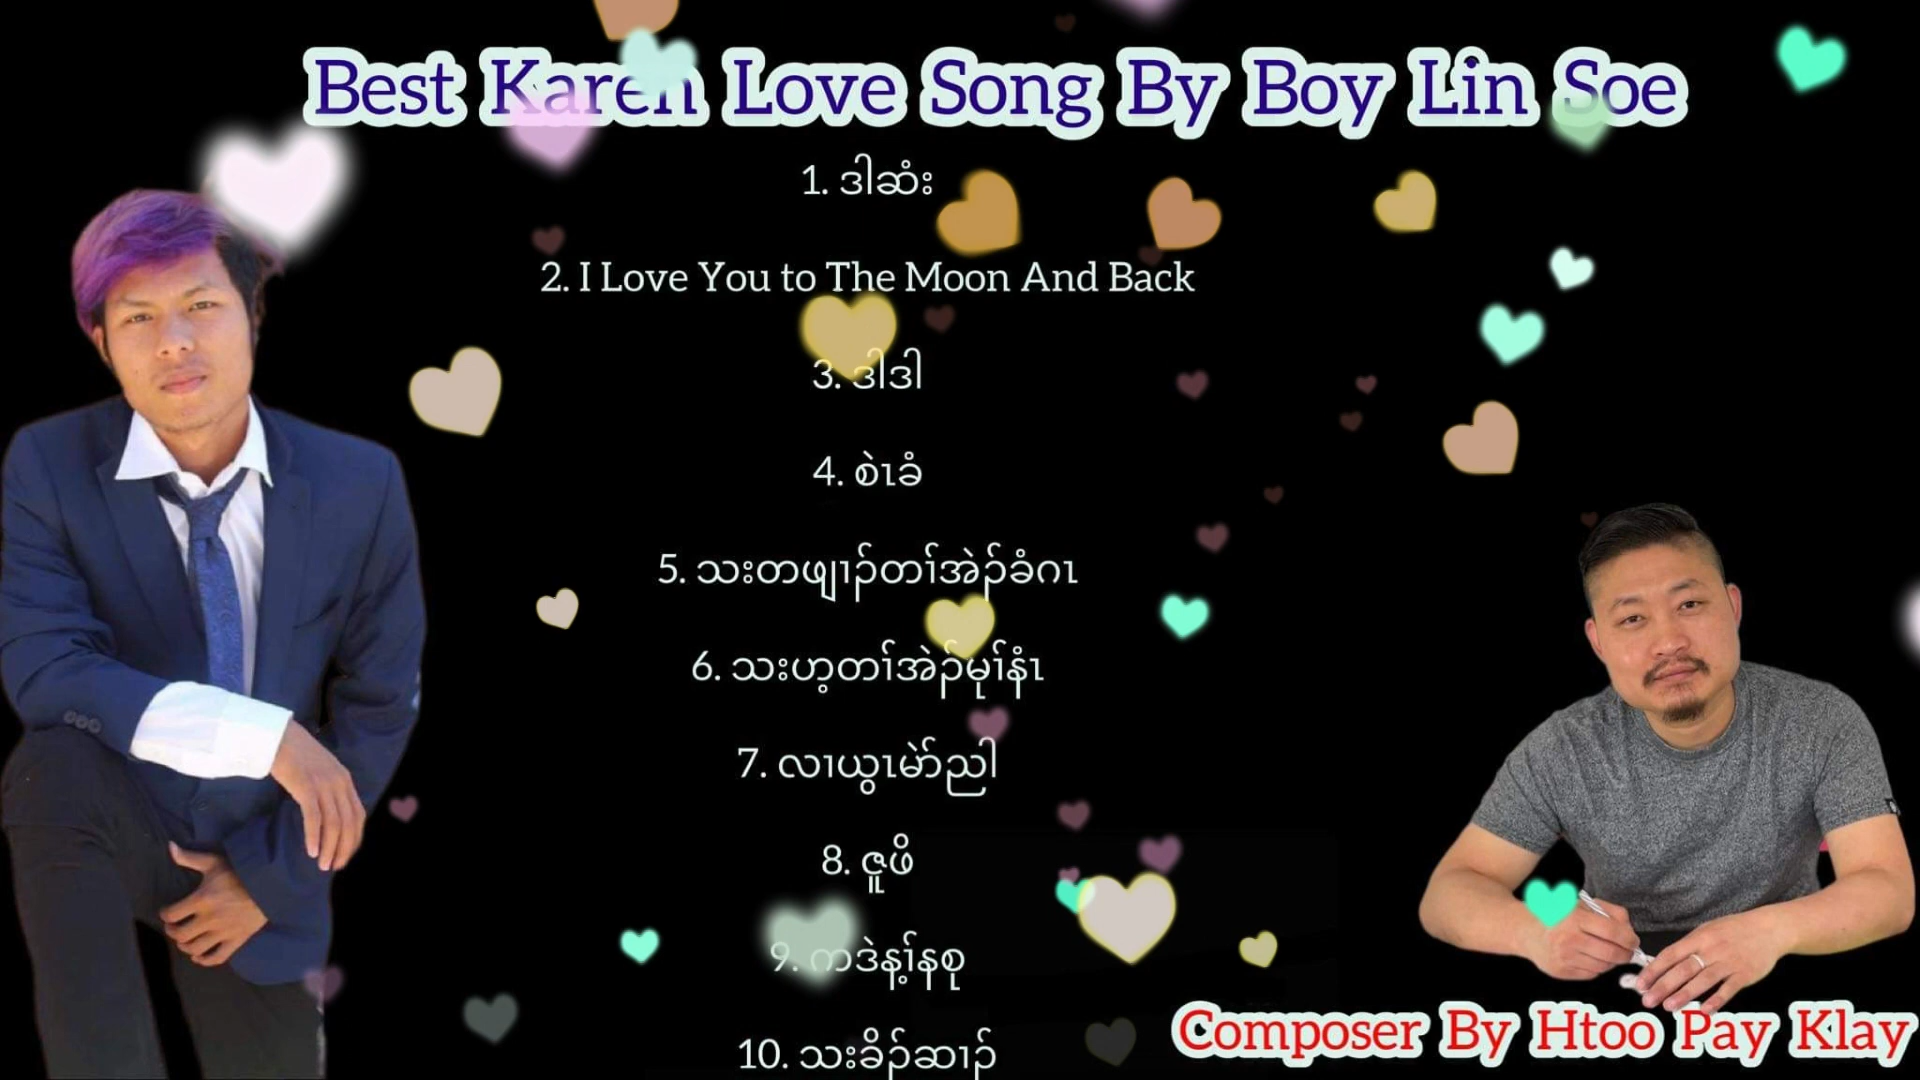 Best Karen Love Song By Boy Lin Soe
1. ဒါဆံး
2. I Love You to The Moon And Back
3. ဒါဒါ
4. စဲၤခံ
5. သးတဖျၢၣ်တၢ်အဲၣ်ခံဂၤ
6. သးဟ့တၢ်အဲၣ်မုၢ်နံၤ
7. လၢယွၤမဲာ်ညါ
8. ဇူဖိ
9. ကဒဲန့ၢ်နစု
10. သးခိၣ်ဆၢၣ်
Composer By Htoo Pay Klay